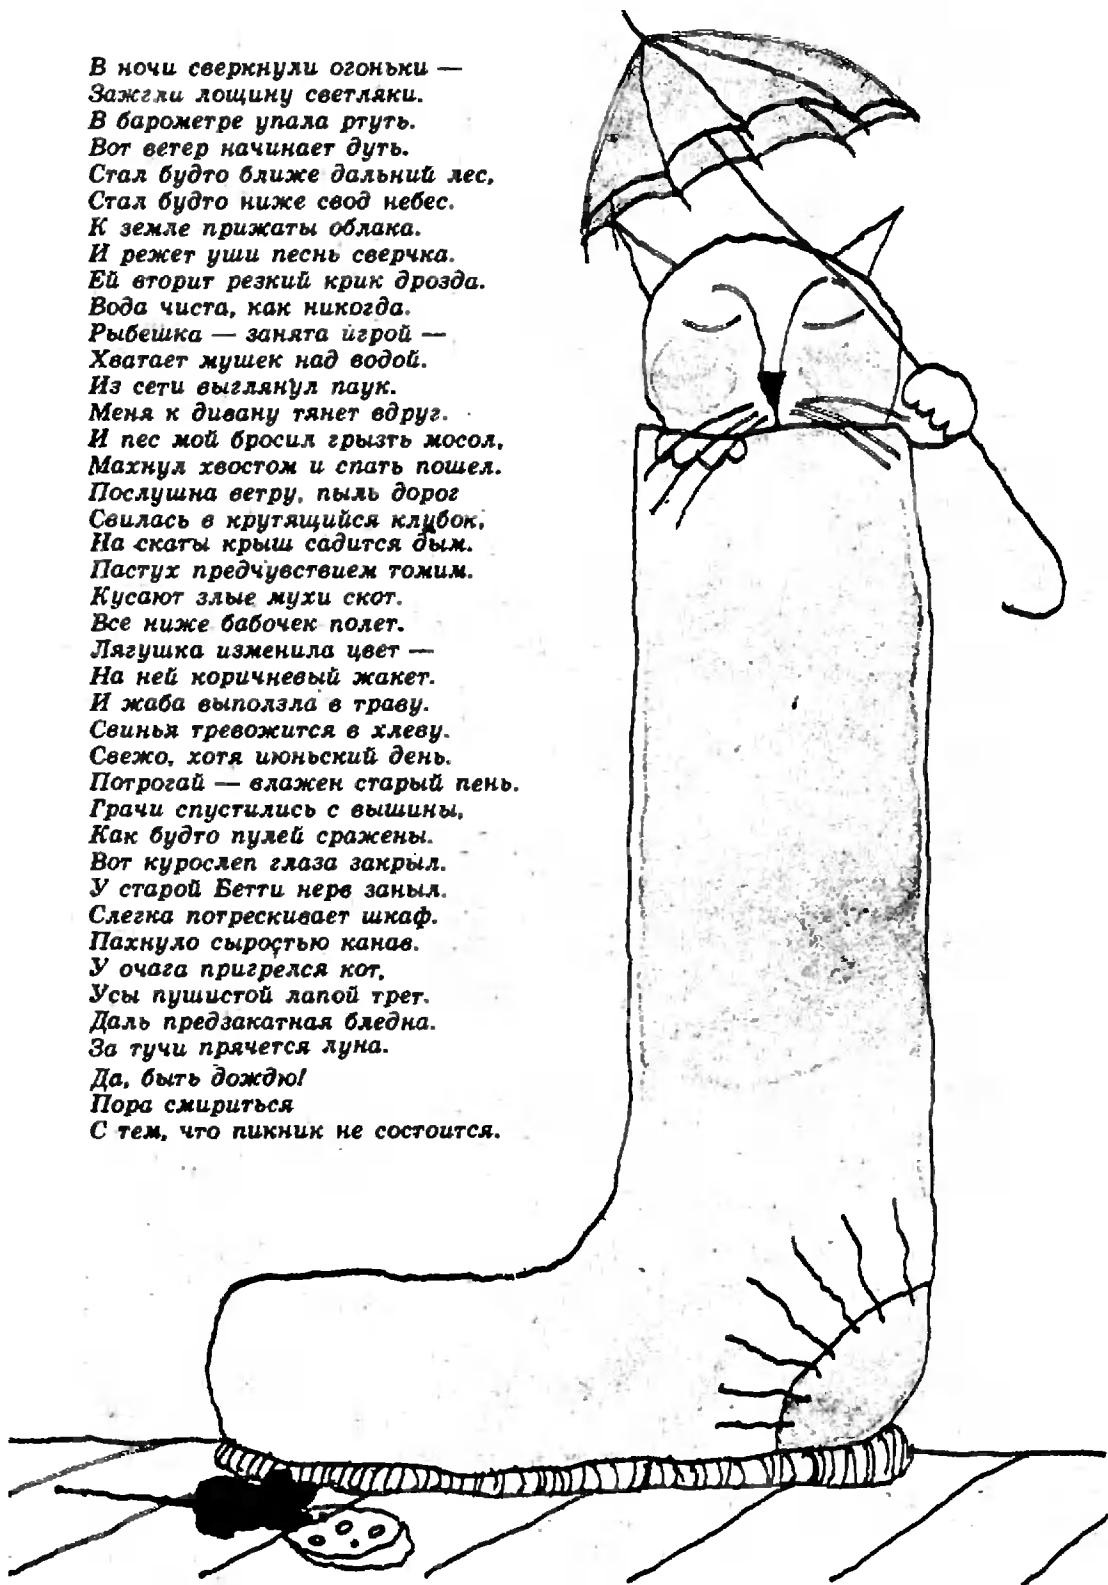 В ночи сверкнули огоньки —
Зажгли лощину светляки.
В барометре упала ртуть.
Вот ветер начинает дуть.
Стал будто ближе дальний лес,
Стал будто ниже свод небес.
К земле прижаты облака.
И режет уши песнь сверчка.
Ей вторит резкий крик дрозда.
Вода чиста, как никогда.
Рыбешка — занята игрой —
Хватает мушек над водой.
Из сети выглянул паук.
Меня к дивану тянет вдруг.
И пес мой бросил грызть мосол,
Махнул хвостом и спать пошел.
Послушна ветру, пыль дорог
Свилась в крутящийся клубок,
На скаты крыш садится дым.
Пастух предчувствием томим.
Кусают злые мухи скот.
Все ниже бабочек полет.
Лягушка изменила цвет —
На ней коричневый жакет.
И жаба выползла в траву.
Свинья тревожится в хлеву.
Свежо, хотя июньский день.
Потрогай — влажен старый пень.
Грачи спустились с вышины,
Как будто пулей сражены.
Вот курослеп глаза закрыл.
У старой Бетти нерв заныл.
Слегка потрескивает шкаф.
Пахнуло сыростью канав.
У очага пригрелся кот,
Усы пушистой лапой трет.
Даль предзакатная бледна.
За тучи прячется луна.
Да, быть дождю!
Пора смириться
С тем, что пикник не состоится.